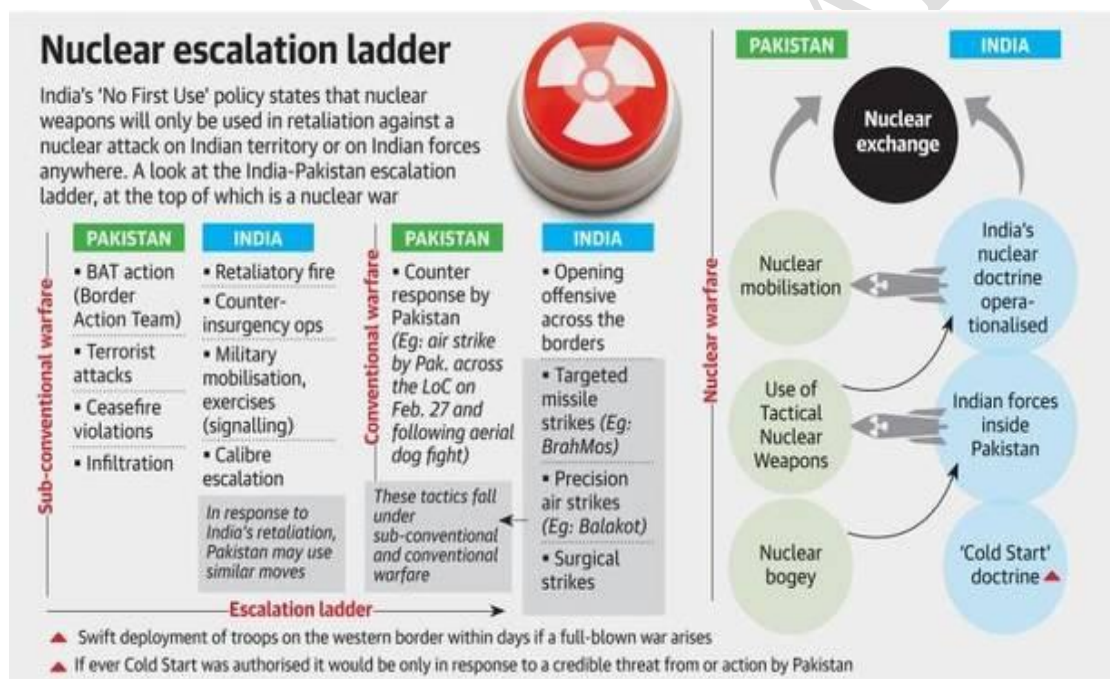 Nuclear escalation ladder
India's 'No First Use' policy states that nuclear
weapons will only be used in retaliation against a
nuclear attack on Indian territory or on Indian forces
anywhere. A look at the India-Pakistan escalation
ladder, at the top of which is a nuclear war
Sub-conventional warfare
PAKISTAN
▪ BAT action
(Border
Action Team)
▪ Terrorist
attacks
▪ Ceasefire
violations
▪ Infiltration
INDIA
▪ Retaliatory fire
▪ Counter-
insurgency ops
▪ Military
mobilisation,
exercises
(signalling)
▪ Calibre
escalation
In response to
India's retaliation,
Pakistan may use
similar moves
Conventional warfare
PAKISTAN
▪ Counter
response by
Pakistan
(Eg: air strike
by Pak. across
the LoC on
Feb. 27 and
following aerial
dog fight)
These tactics fall
under
sub-conventional
and conventional
warfare
INDIA
▪ Opening
offensive
across the
borders
▪ Targeted
missile
strikes (Eg:
BrahMos)
▪ Precision
air strikes
(Eg: Balakot)
▪ Surgical
strikes
Escalation ladder
Nuclear warfare
PAKISTAN
INDIA
Nuclear
exchange
Nuclear
mobilisation
India's
nuclear
doctrine
opera-
tionalised
Use of
Tactical
Nuclear
Weapons
Indian forces
inside
Pakistan
Nuclear
bogey
'Cold Start'
doctrine ▲
▲ Swift deployment of troops on the western border within days if a full-blown war arises
▲ If ever Cold Start was authorised it would be only in response to a credible threat from or action by Pakistan